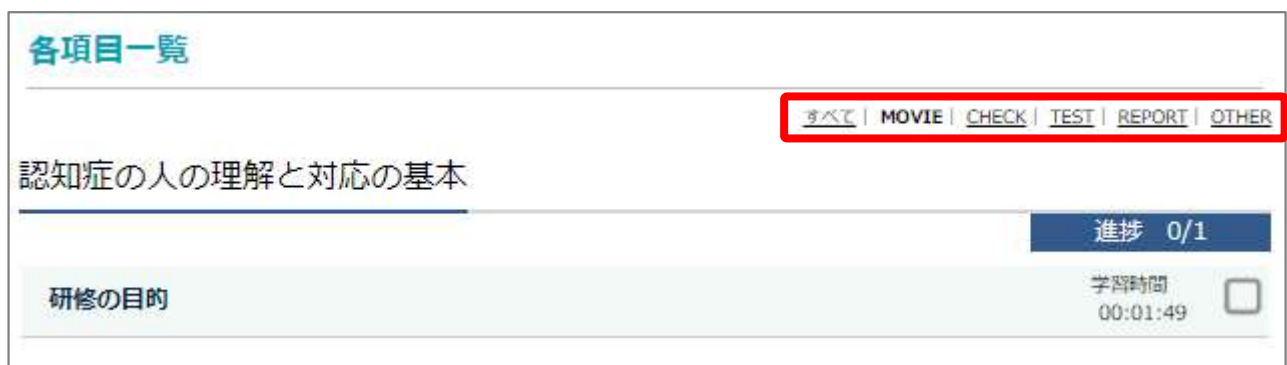 各項目一覧
すべて | MOVIE | CHECK | TEST | REPORT | OTHER
認知症の人の理解と対応の基本
進捗 0/1
研修の目的
学習時間
00:01:49